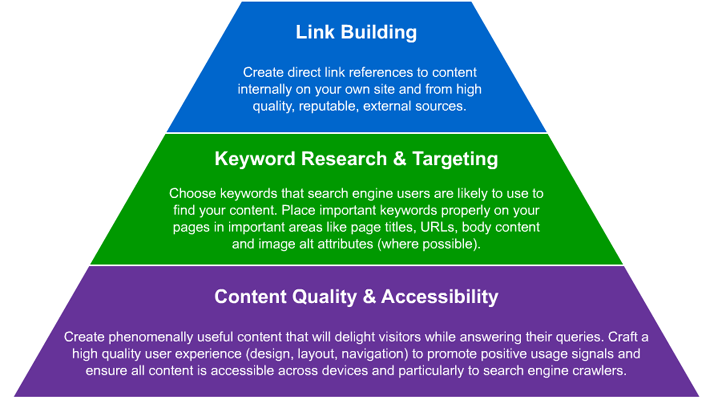 Link Building
Create direct link references to content
internally on your own site and from high
quality, reputable, external sources.
Keyword Research & Targeting
Choose keywords that search engine users are likely to use to
find your content. Place important keywords properly on your
pages in important areas like page titles, URLs, body content
and image alt attributes (where possible).
Content Quality & Accessibility
Create phenomenally useful content that will delight visitors while answering their queries. Craft a
high quality user experience (design, layout, navigation) to promote positive usage signals and
ensure all content is accessible across devices and particularly to search engine crawlers.